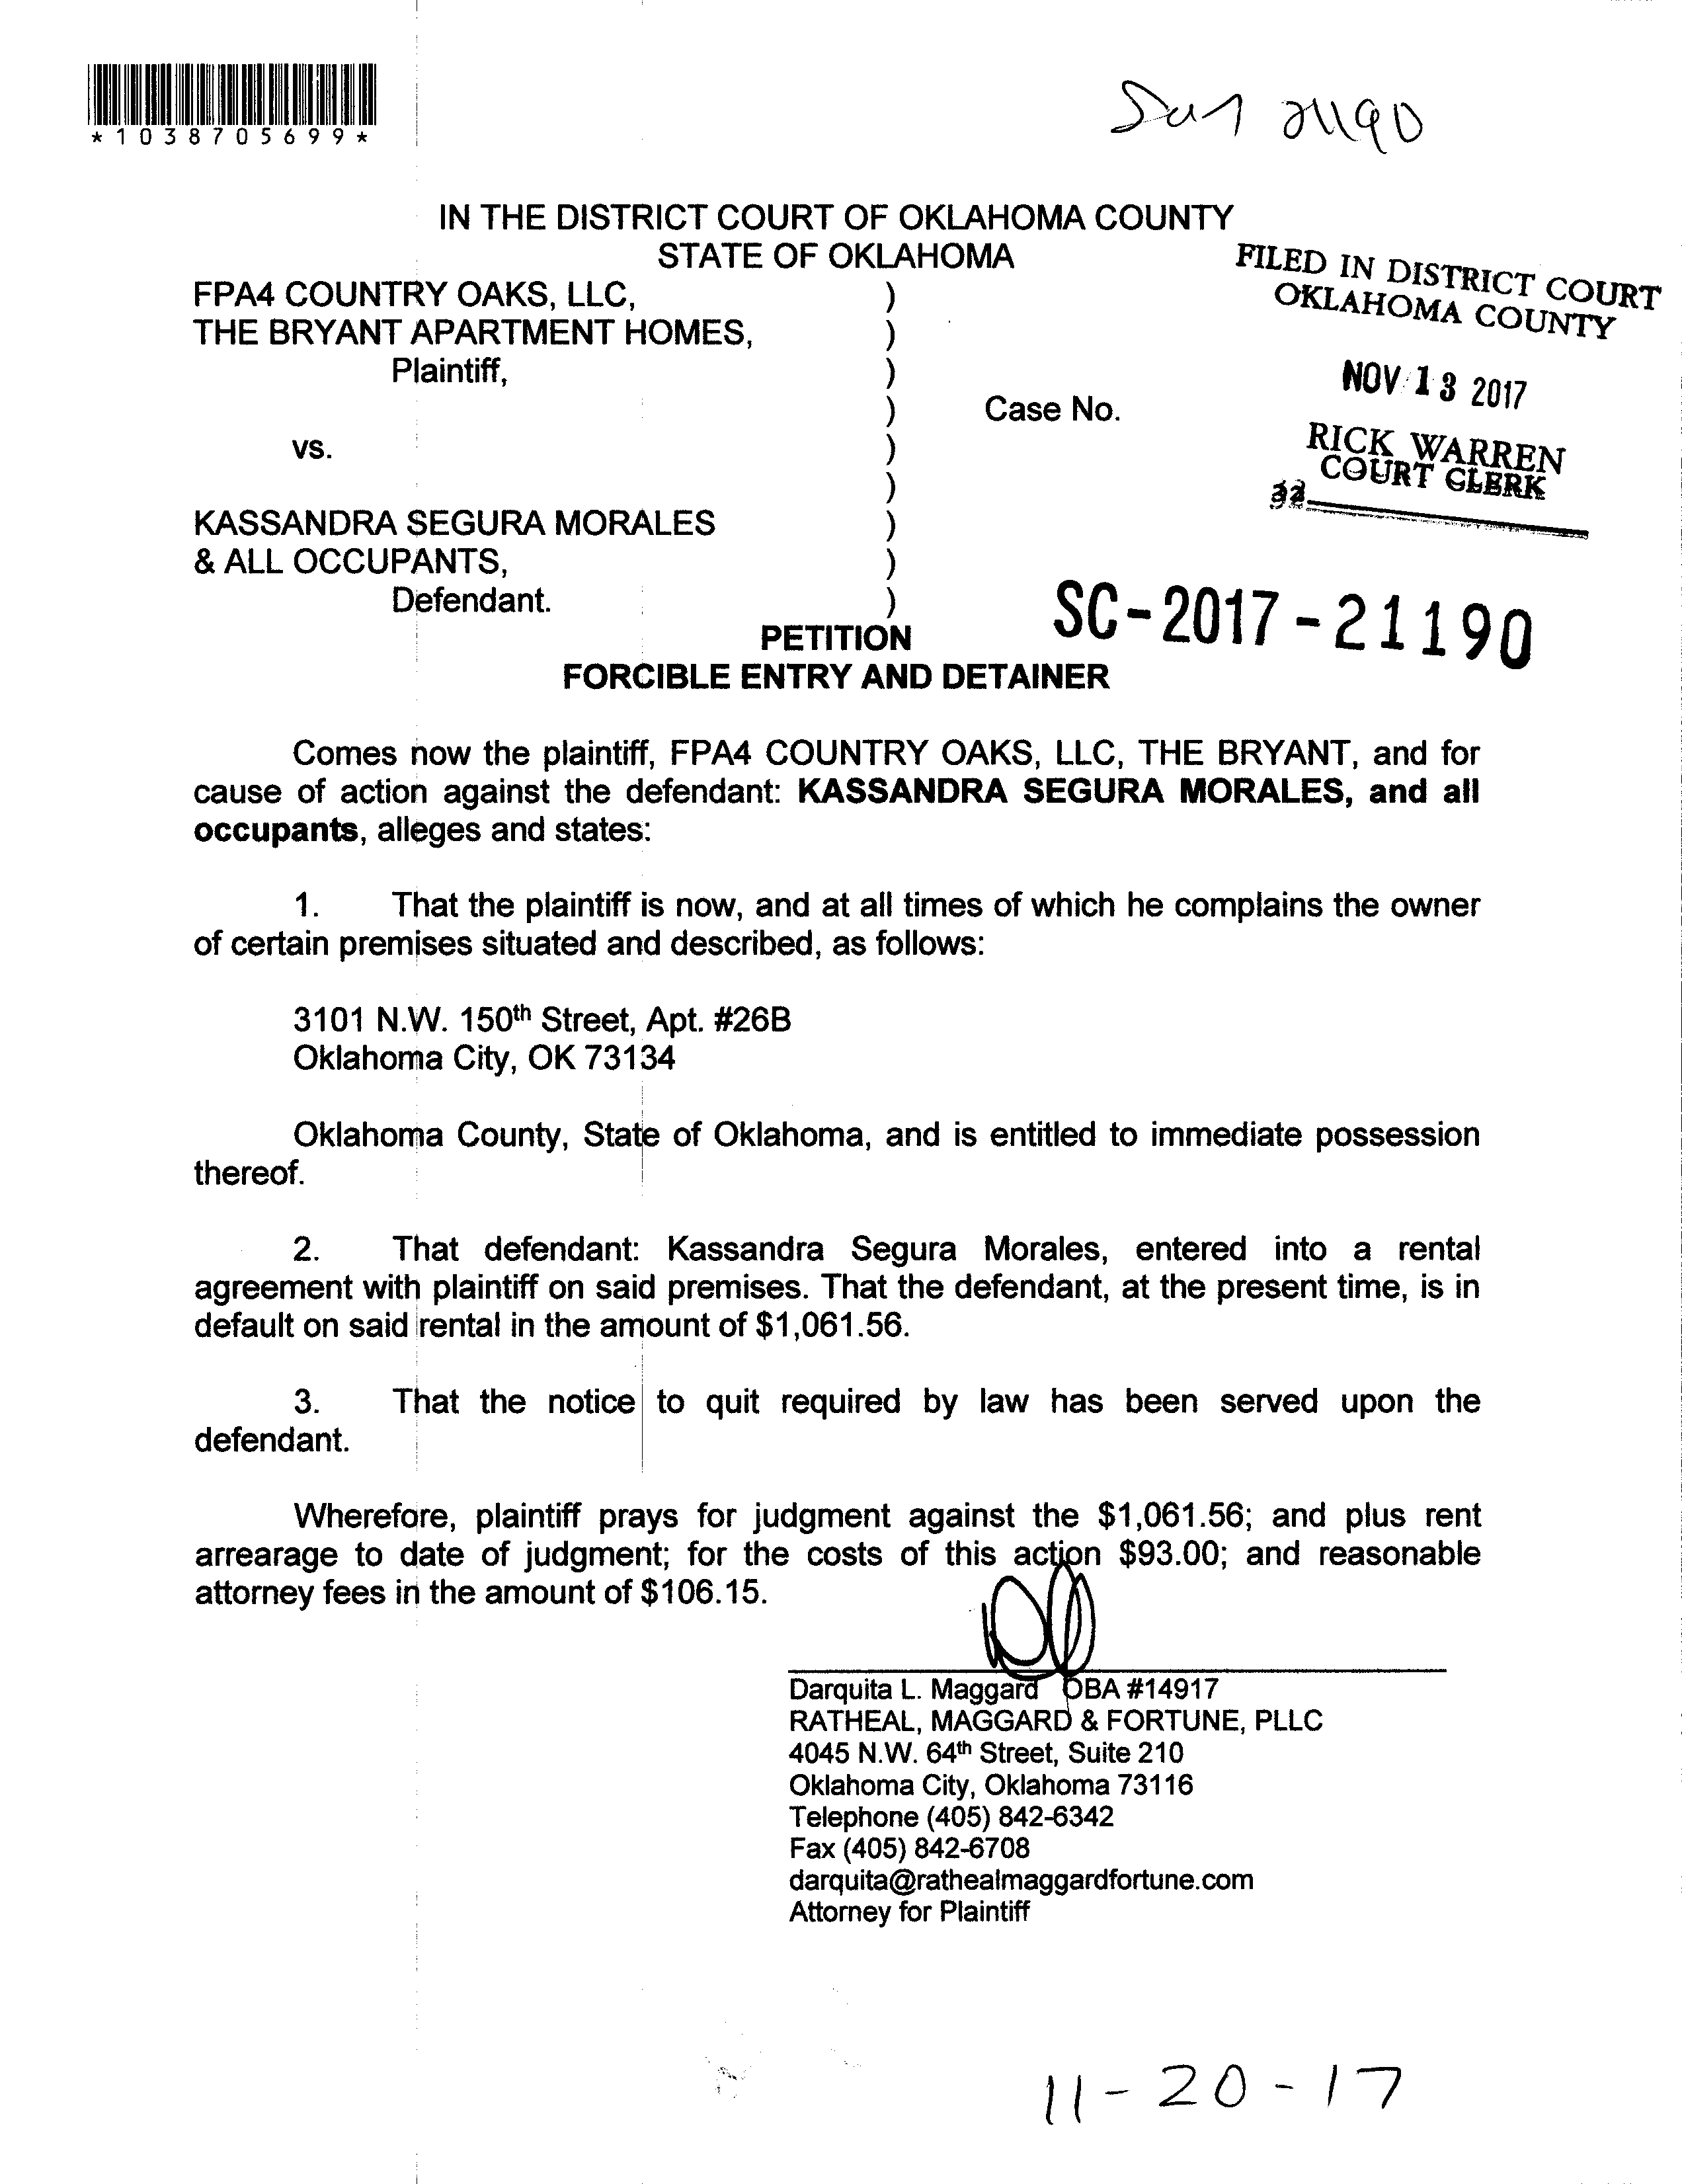 *1038705699*
21190
IN THE DISTRICT COURT OF OKLAHOMA COUNTY
STATE OF OKLAHOMA
FILED IN DISTRICT COURT
OKLAHOMA COUNTY
FPA4 COUNTRY OAKS, LLC, )
THE BRYANT APARTMENT HOMES, )
Plaintiff, )
NOV 13 2017
) Case No.
vs. )
RICK WARREN
COURT CLERK
)
32
KASSANDRA SEGURA MORALES )
& ALL OCCUPANTS, )
Defendant. )
SC-2017-21190
PETITION
FORCIBLE ENTRY AND DETAINER
Comes now the plaintiff, FPA4 COUNTRY OAKS, LLC, THE BRYANT, and for
cause of action against the defendant: KASSANDRA SEGURA MORALES, and all
occupants, alleges and states:
1. That the plaintiff is now, and at all times of which he complains the owner
of certain premises situated and described, as follows:
3101 N.W. 150th Street, Apt. #26B
Oklahoma City, OK 73134
Oklahoma County, State of Oklahoma, and is entitled to immediate possession
thereof.
2. That defendant: Kassandra Segura Morales, entered into a rental
agreement with plaintiff on said premises. That the defendant, at the present time, is in
default on said rental in the amount of $1,061.56.
3. That the notice to quit required by law has been served upon the
defendant.
Wherefore, plaintiff prays for judgment against the $1,061.56; and plus rent
arrearage to date of judgment; for the costs of this action $93.00; and reasonable
attorney fees in the amount of $106.15.
Darquita L. Maggard OBA #14917
RATHEAL, MAGGARD & FORTUNE, PLLC
4045 N.W. 64th Street, Suite 210
Oklahoma City, Oklahoma 73116
Telephone (405) 842-6342
Fax (405) 842-6708
darquita@rathealmaggardfortune.com
Attorney for Plaintiff
11-20-17